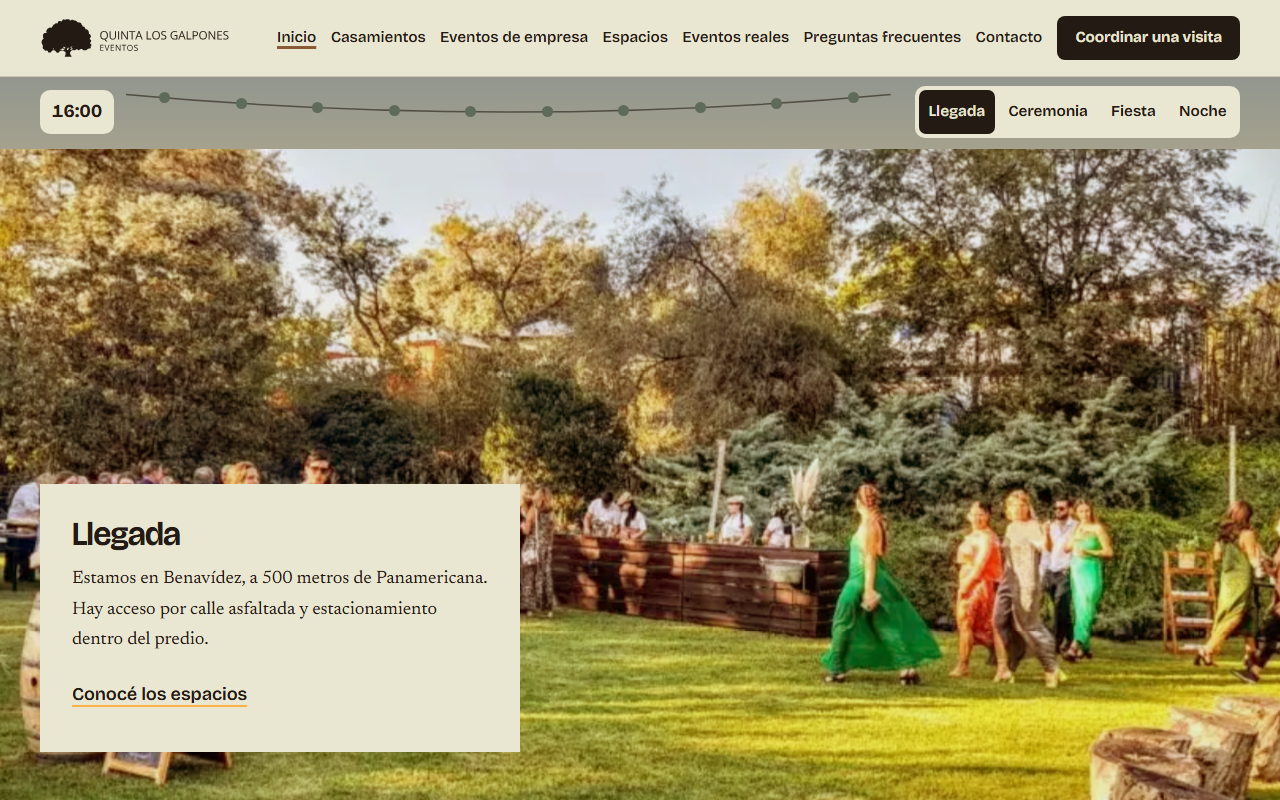 QUINTA LOS GALPONES
EVENTOS
Inicio Casamientos Eventos de empresa Espacios Eventos reales Preguntas frecuentes Contacto Coordinar una visita
16:00
Llegada Ceremonia Fiesta Noche
Llegada
Estamos en Benavídez, a 500 metros de Panamericana.
Hay acceso por calle asfaltada y estacionamiento
dentro del predio.
Conocé los espacios